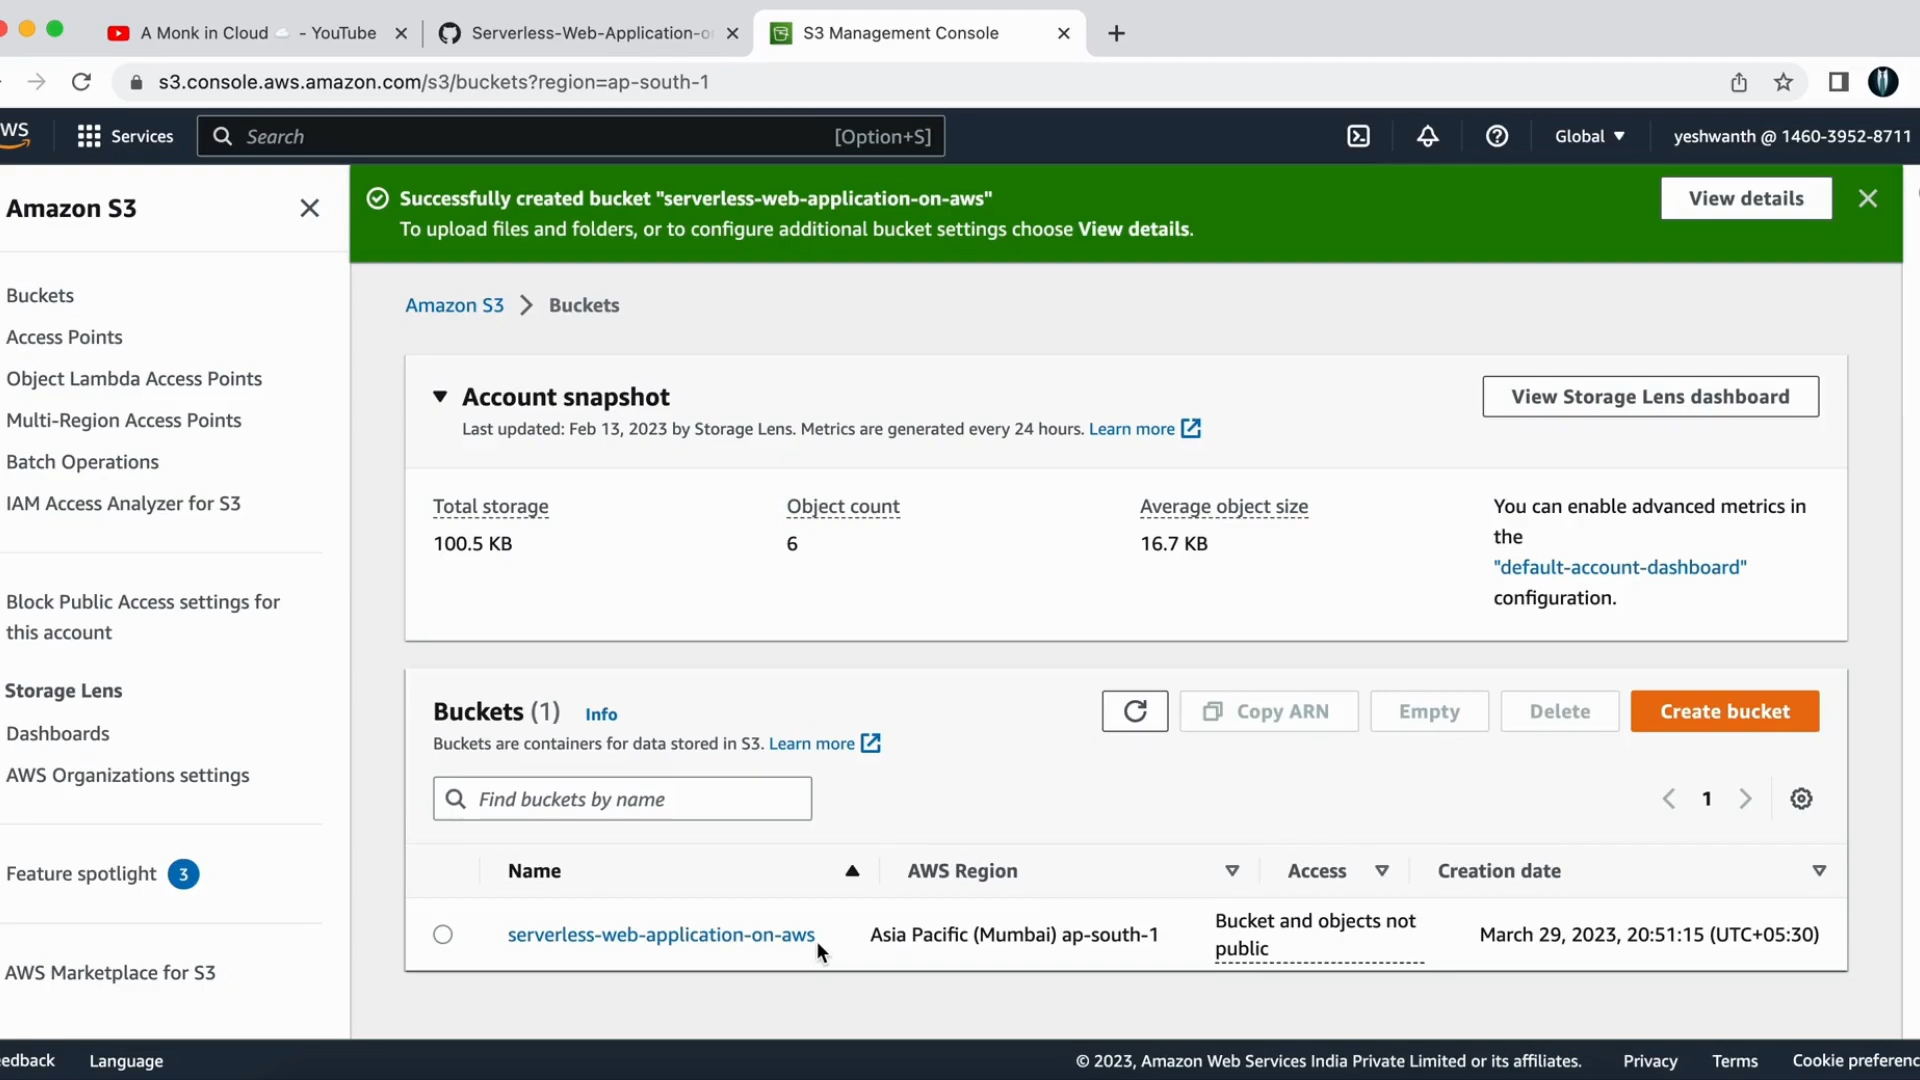 A Monk in Cloud - YouTube
Serverless-Web-Application-o
S3 Management Console
s3.console.aws.amazon.com/s3/buckets?region=ap-south-1
Services
Search
[Option+S]
Global
yeshwanth @ 1460-3952-8711
Amazon S3
Buckets
Access Points
Object Lambda Access Points
Multi-Region Access Points
Batch Operations
IAM Access Analyzer for S3
Block Public Access settings for
this account
Storage Lens
Dashboards
AWS Organizations settings
Feature spotlight 3
AWS Marketplace for S3
Successfully created bucket "serverless-web-application-on-aws"
To upload files and folders, or to configure additional bucket settings choose View details.
View details
Amazon S3 > Buckets
Account snapshot
Last updated: Feb 13, 2023 by Storage Lens. Metrics are generated every 24 hours. Learn more
View Storage Lens dashboard
Total storage
100.5 KB
Object count
6
Average object size
16.7 KB
You can enable advanced metrics in
the
"default-account-dashboard"
configuration.
Buckets (1) Info
Buckets are containers for data stored in S3. Learn more
Copy ARN
Empty
Delete
Create bucket
Find buckets by name
1
Name
AWS Region
Access
Creation date
serverless-web-application-on-aws
Asia Pacific (Mumbai) ap-south-1
Bucket and objects not
public
March 29, 2023, 20:51:15 (UTC+05:30)
edback
Language
© 2023, Amazon Web Services India Private Limited or its affiliates.
Privacy
Terms
Cookie preferenc